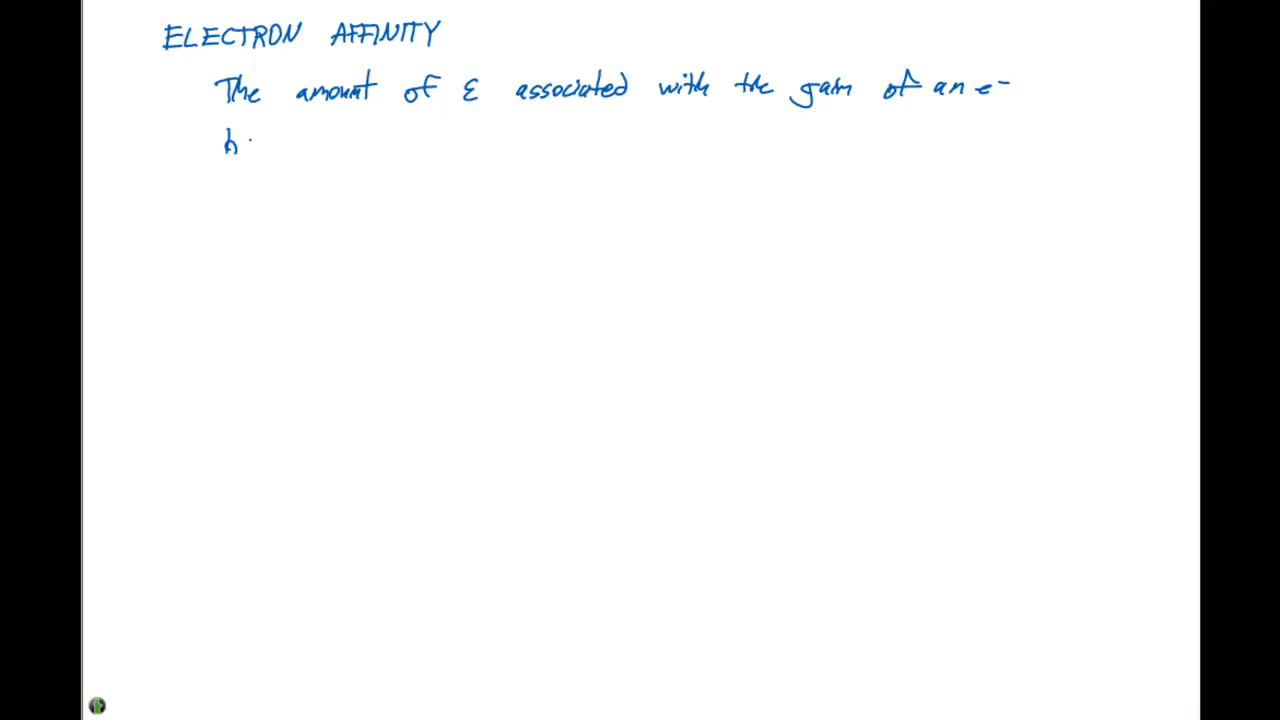 ELECTRON AFFINITY
The amount of ε associated with the gain of an e-